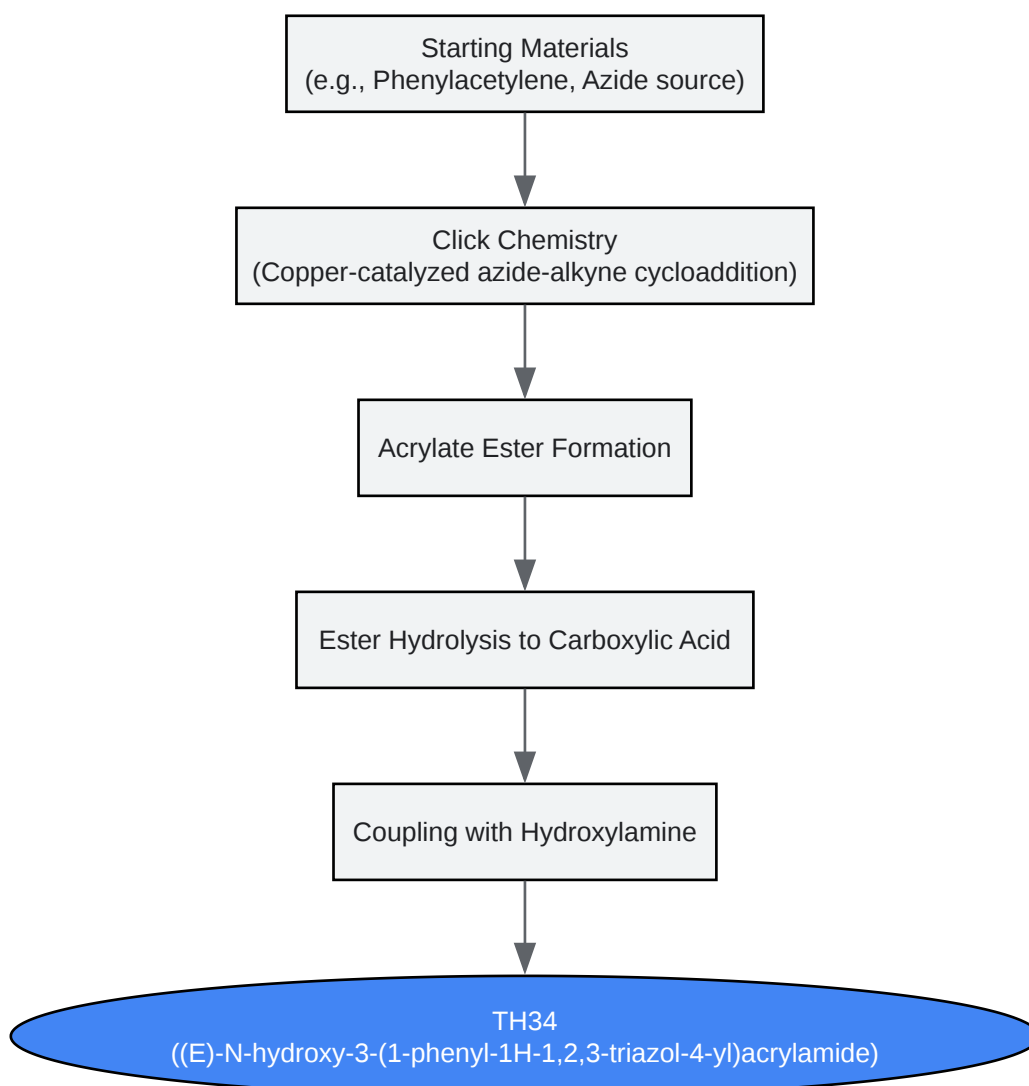 Starting Materials
(e.g., Phenylacetylene, Azide source)
Click Chemistry
(Copper-catalyzed azide-alkyne cycloaddition)
Acrylate Ester Formation
Ester Hydrolysis to Carboxylic Acid
Coupling with Hydroxylamine
TH34
((E)-N-hydroxy-3-(1-phenyl-1H-1,2,3-triazol-4-yl)acrylamide)